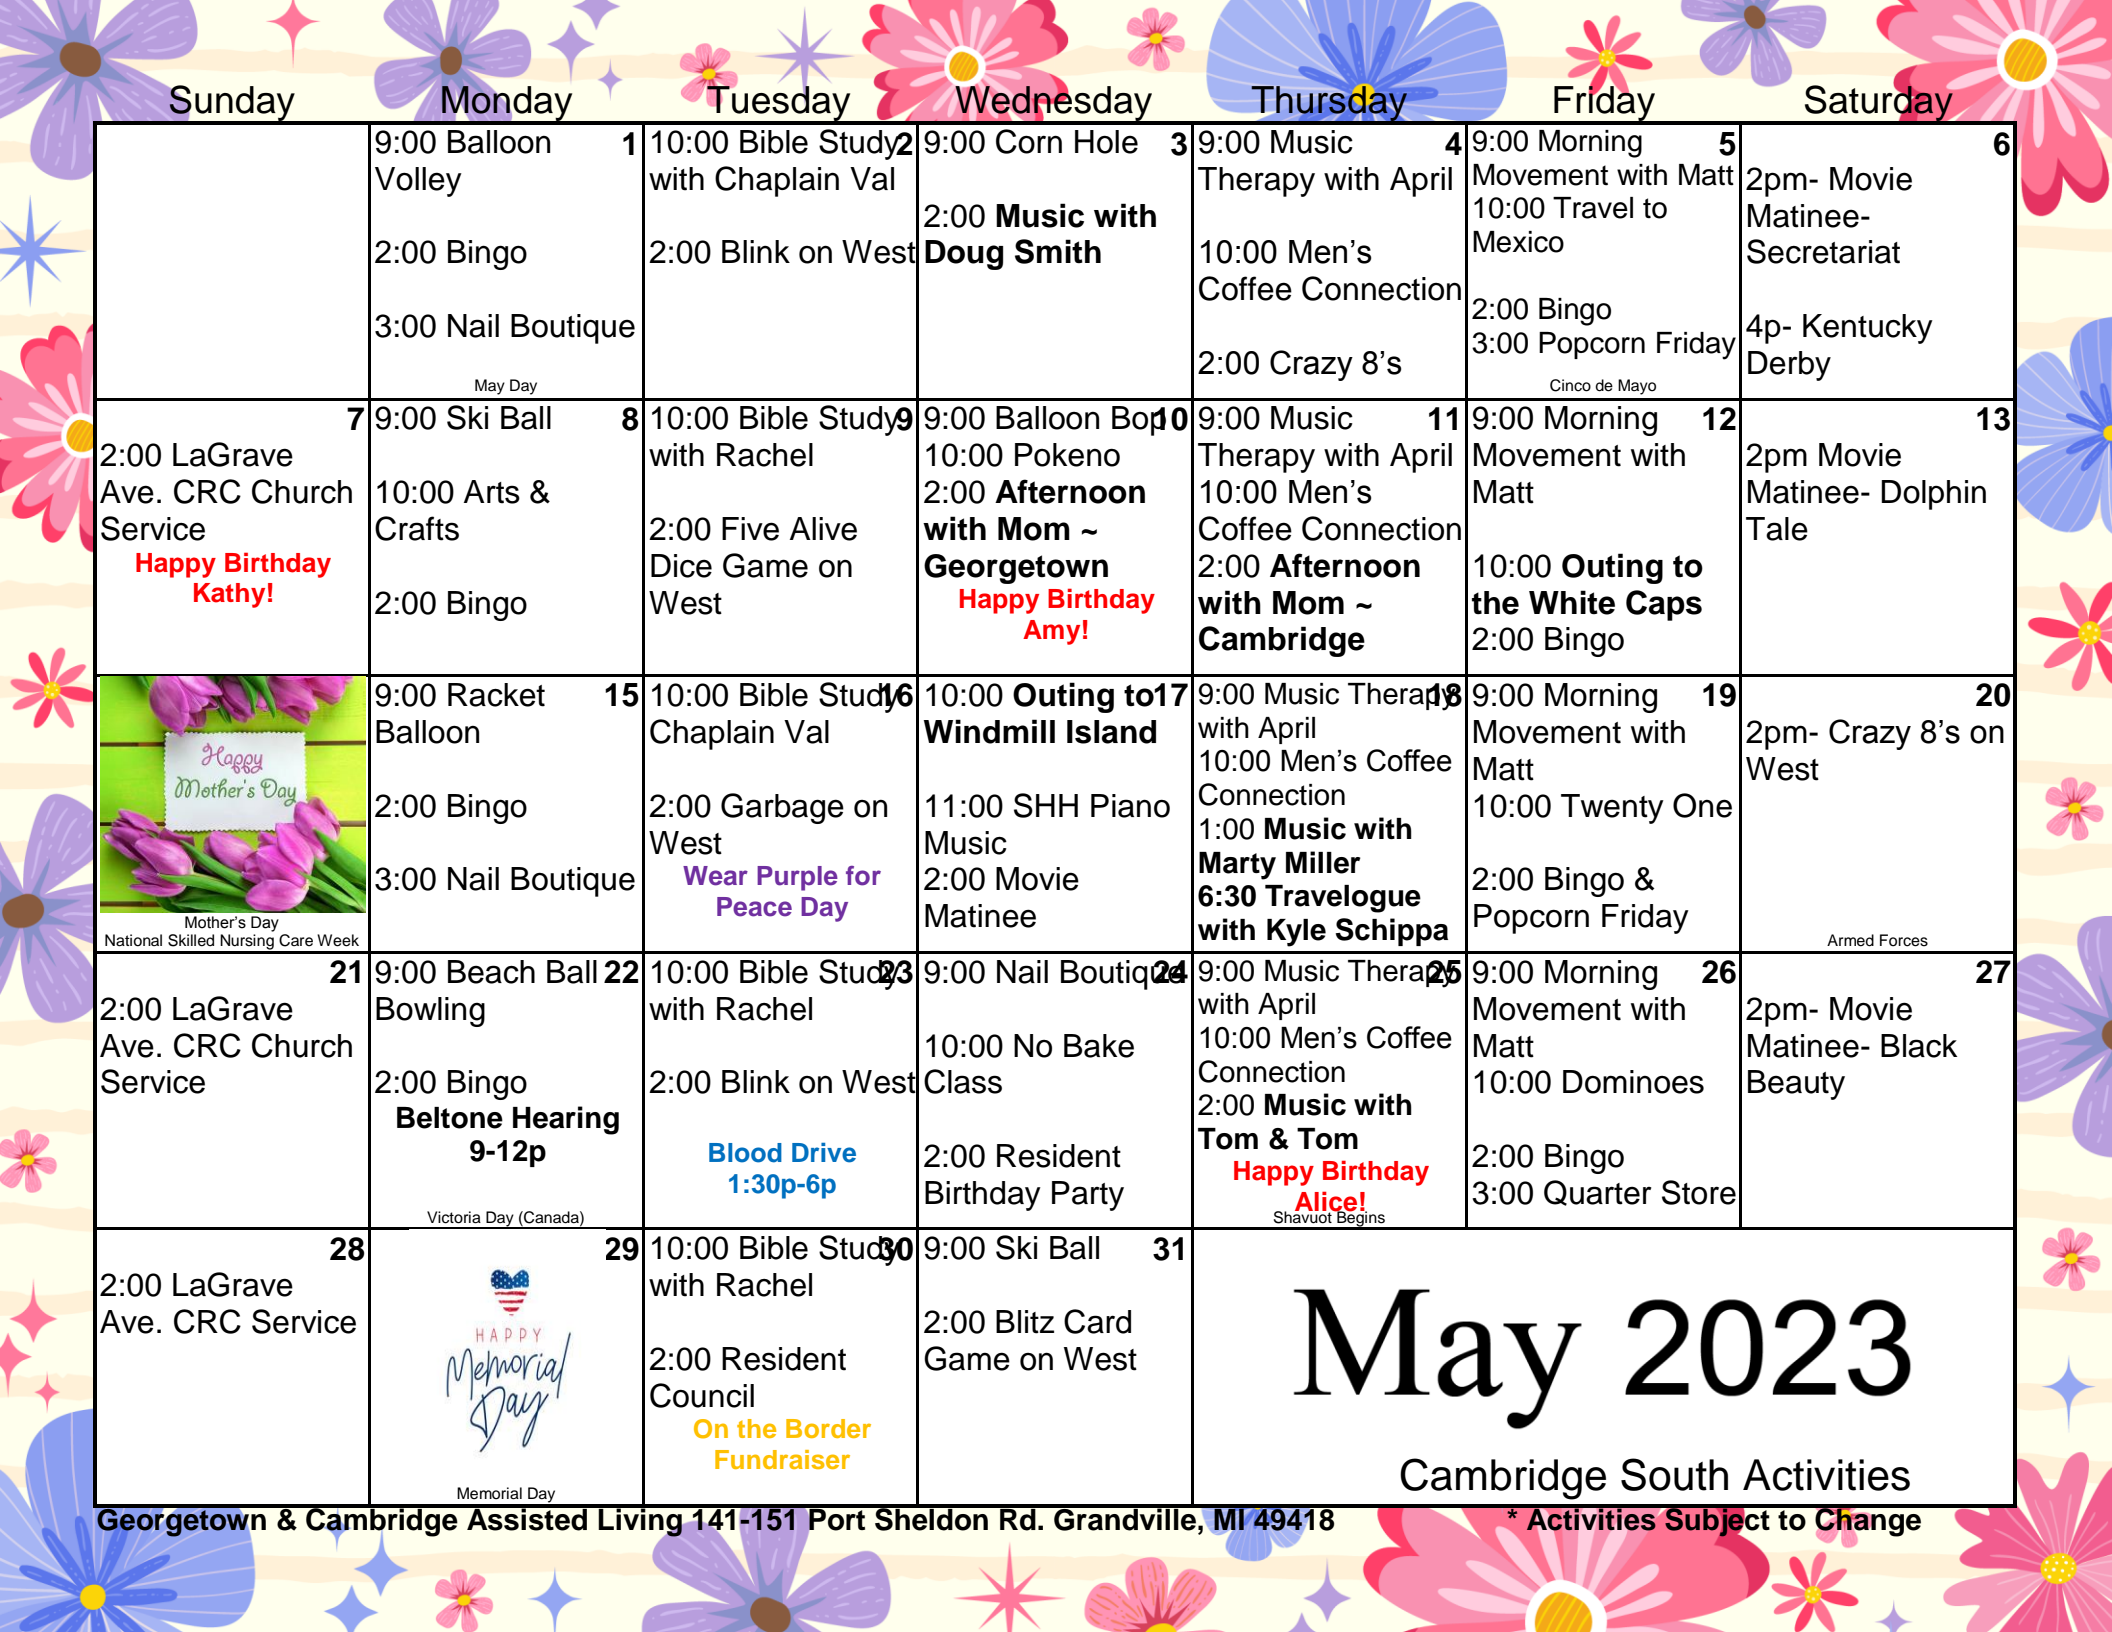 Sunday Monday Tuesday Wednesday Thursday Friday Saturday
9:00 Balloon 1
Volley
2:00 Bingo
3:00 Nail Boutique
May Day
10:00 Bible Study 2
with Chaplain Val
2:00 Blink on West
9:00 Corn Hole 3
2:00 Music with
Doug Smith
9:00 Music 4
Therapy with April
10:00 Men's
Coffee Connection
2:00 Crazy 8's
9:00 Morning 5
Movement with Matt
10:00 Travel to
Mexico
2:00 Bingo
3:00 Popcorn Friday
Cinco de Mayo
6
2pm- Movie
Matinee-
Secretariat
4p- Kentucky
Derby
7
2:00 LaGrave
Ave. CRC Church
Service
Happy Birthday
Kathy!
9:00 Ski Ball 8
10:00 Arts &
Crafts
2:00 Bingo
10:00 Bible Study 9
with Rachel
2:00 Five Alive
Dice Game on
West
9:00 Balloon Bop 10
10:00 Pokeno
2:00 Afternoon
with Mom ~
Georgetown
Happy Birthday
Amy!
9:00 Music 11
Therapy with April
10:00 Men's
Coffee Connection
2:00 Afternoon
with Mom ~
Cambridge
9:00 Morning 12
Movement with
Matt
10:00 Outing to
the White Caps
2:00 Bingo
13
2pm Movie
Matinee- Dolphin
Tale
Happy
Mother's Day
Mother's Day
National Skilled Nursing Care Week
9:00 Racket 15
Balloon
2:00 Bingo
3:00 Nail Boutique
10:00 Bible Study 16
Chaplain Val
2:00 Garbage on
West
Wear Purple for
Peace Day
10:00 Outing to 17
Windmill Island
11:00 SHH Piano
Music
2:00 Movie
Matinee
9:00 Music Therapy 18
with April
10:00 Men's Coffee
Connection
1:00 Music with
Marty Miller
6:30 Travelogue
with Kyle Schippa
9:00 Morning 19
Movement with
Matt
10:00 Twenty One
2:00 Bingo &
Popcorn Friday
20
2pm- Crazy 8's on
West
Armed Forces
21
2:00 LaGrave
Ave. CRC Church
Service
9:00 Beach Ball 22
Bowling
2:00 Bingo
Beltone Hearing
9-12p
Victoria Day (Canada)
10:00 Bible Study 23
with Rachel
2:00 Blink on West
Blood Drive
1:30p-6p
9:00 Nail Boutique 24
10:00 No Bake
Class
2:00 Resident
Birthday Party
9:00 Music Therapy 25
with April
10:00 Men's Coffee
Connection
2:00 Music with
Tom & Tom
Happy Birthday
Alice!
Shavuot Begins
9:00 Morning 26
Movement with
Matt
10:00 Dominoes
2:00 Bingo
3:00 Quarter Store
27
2pm- Movie
Matinee- Black
Beauty
28
2:00 LaGrave
Ave. CRC Service
29
HAPPY
Memorial
Day
Memorial Day
10:00 Bible Study 30
with Rachel
2:00 Resident
Council
On the Border
Fundraiser
9:00 Ski Ball 31
2:00 Blitz Card
Game on West
May 2023
Cambridge South Activities
Georgetown & Cambridge Assisted Living 141-151 Port Sheldon Rd. Grandville, MI 49418 * Activities Subject to Change